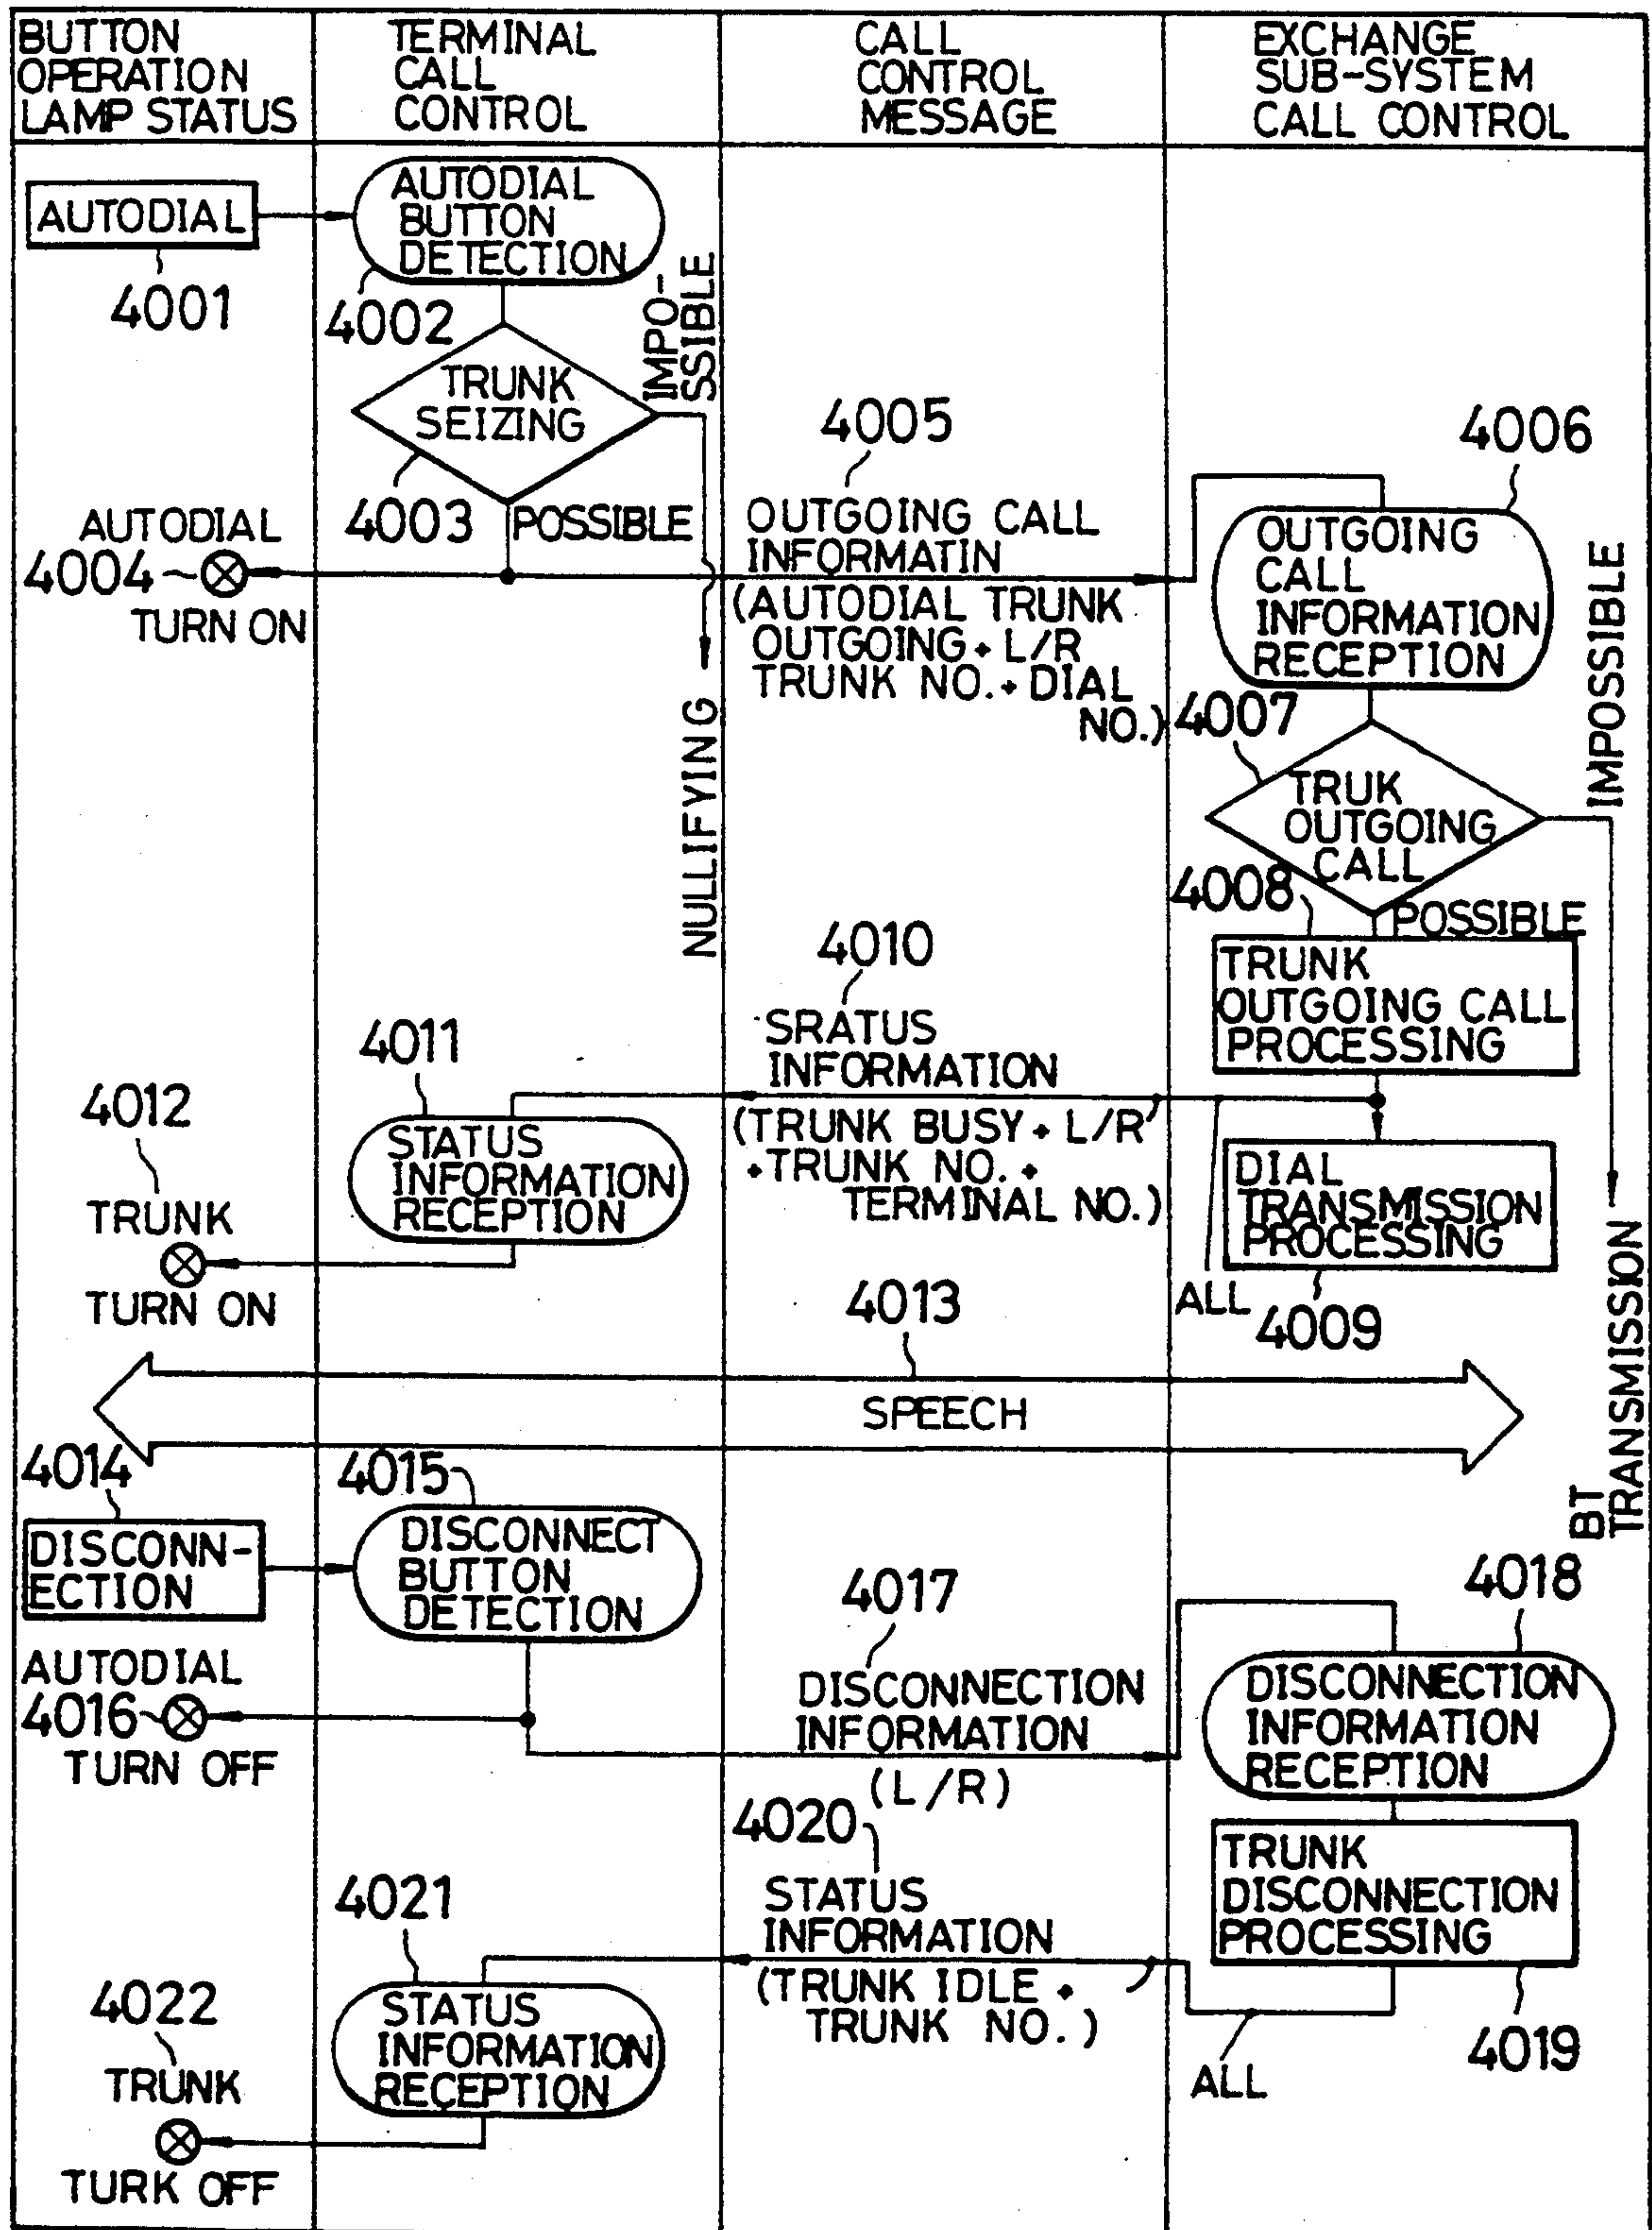 BUTTON
OPERATION
LAMP STATUS
TERMINAL
CALL
CONTROL
CALL
CONTROL
MESSAGE
EXCHANGE
SUB-SYSTEM
CALL CONTROL
AUTODIAL
4001
AUTODIAL
BUTTON
DETECTION
4002
IMPO-
SSIBLE
TRUNK
SEIZING
4003
POSSIBLE
NULLIFYING
AUTODIAL
4004
TURN ON
4005
OUTGOING CALL
INFORMATIN
(AUTODIAL TRUNK
OUTGOING + L/R
TRUNK NO. + DIAL
NO.)
4006
OUTGOING
CALL
INFORMATION
RECEPTION
IMPOSSIBLE
4007
TRUK
OUTGOING
CALL
4008
POSSIBLE
TRUNK
OUTGOING CALL
PROCESSING
4010
SRATUS
INFORMATION
(TRUNK BUSY + L/R
+ TRUNK NO. +
TERMINAL NO.)
4011
STATUS
INFORMATION
RECEPTION
4012
TRUNK
TURN ON
DIAL
TRANSMISSION
PROCESSING
ALL
4009
BT
TRANSMISSION
4013
SPEECH
4014
DISCONN-
ECTION
4015
DISCONNECT
BUTTON
DETECTION
AUTODIAL
4016
TURN OFF
4017
DISCONNECTION
INFORMATION
(L/R)
4018
DISCONNECTION
INFORMATION
RECEPTION
TRUNK
DISCONNECTION
PROCESSING
4019
4020
STATUS
INFORMATION
(TRUNK IDLE +
TRUNK NO.)
ALL
4021
STATUS
INFORMATION
RECEPTION
4022
TRUNK
TURK OFF